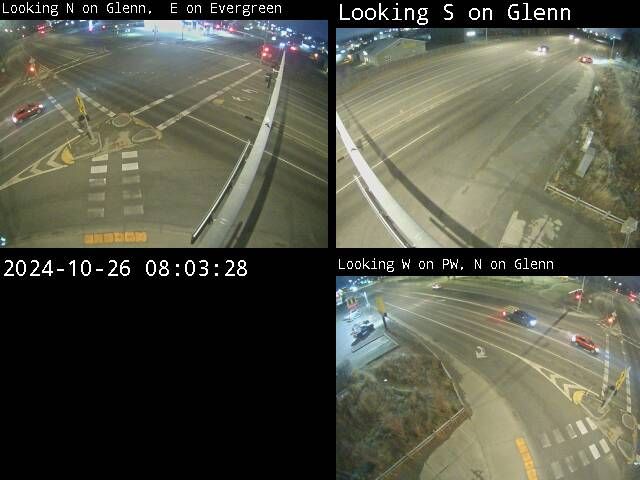 Looking N on Glenn, E on Evergreen
Looking S on Glenn
2024-10-26 08:03:28
Looking W on PW, N on Glenn